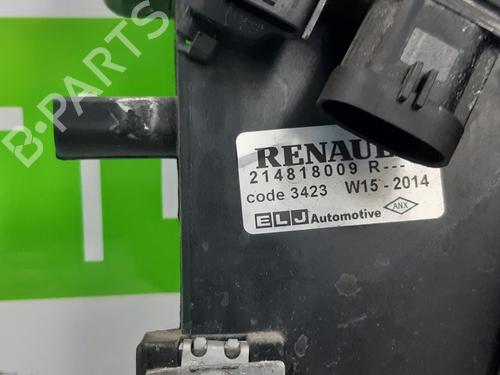 B-PARTS
RENAUL
214818009 R---
code 3423 W15-2014
ELJ Automotive ANX